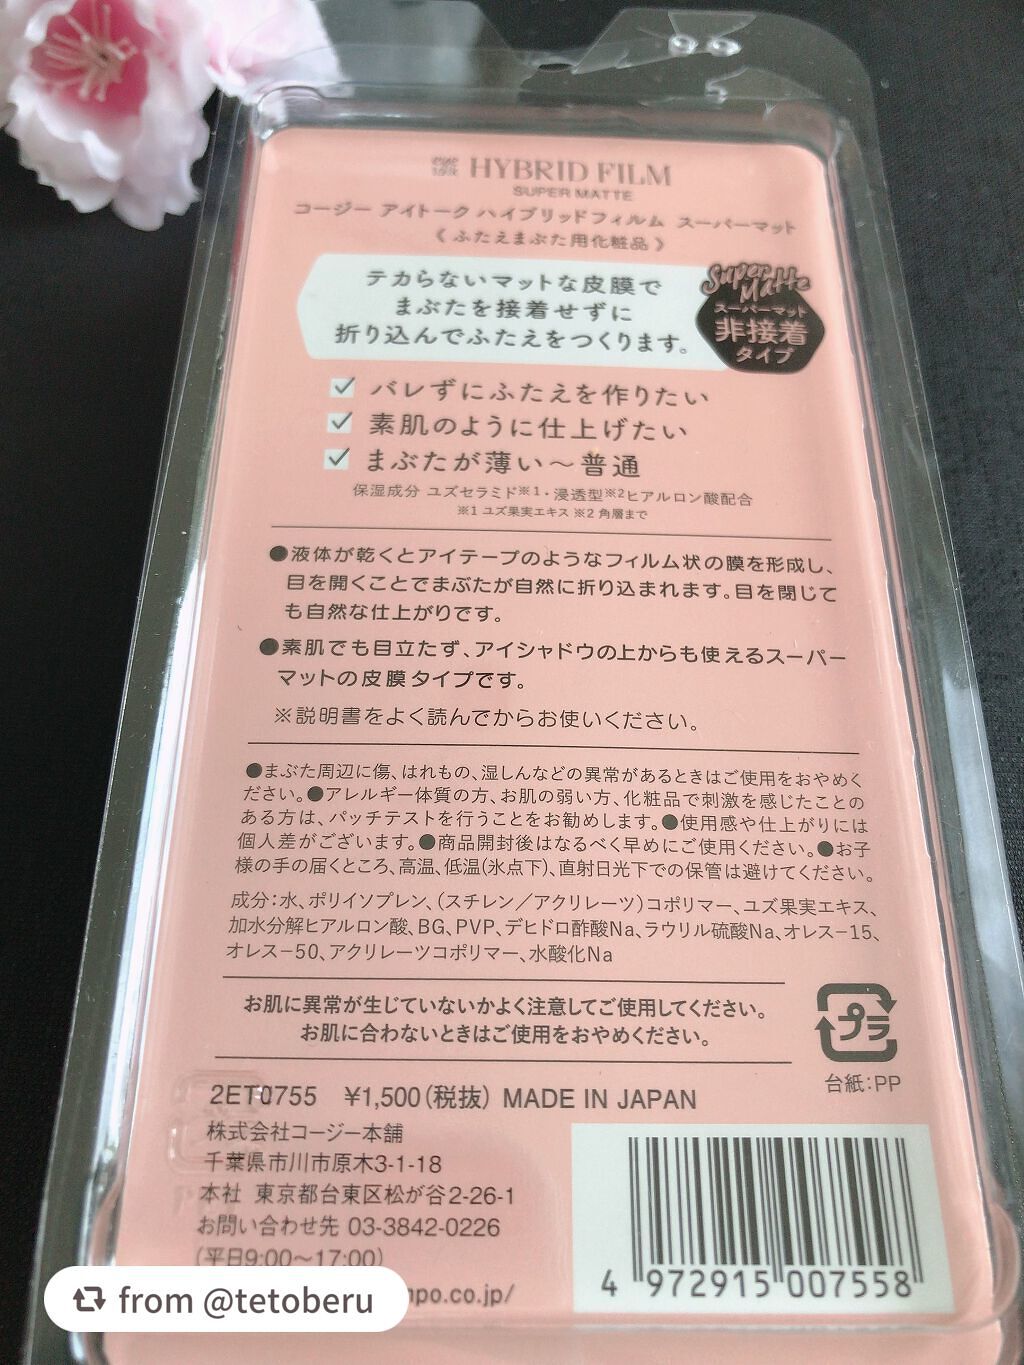 HYBRID FILM
SUPER MATTE
コージー アイトーク ハイブリッドフィルム スーパーマット
《 ふたえまぶた用化粧品 》
テカらないマットな皮膜で
まぶたを接着せずに
折り込んでふたえをつくります。
Super Matte
スーパーマット
非接着
タイプ
バレずにふたえを作りたい
素肌のように仕上げたい
まぶたが薄い〜普通
保湿成分 ユズセラミド※1・浸透型※2ヒアルロン酸配合
※1 ユズ果実エキス ※2 角層まで
●液体が乾くとアイテープのようなフィルム状の膜を形成し、
目を開くことでまぶたが自然に折り込まれます。目を閉じて
も自然な仕上がりです。
●素肌でも目立たず、アイシャドウの上からも使えるスーパー
マットの皮膜タイプです。
※説明書をよく読んでからお使いください。
●まぶた周辺に傷、はれもの、湿しんなどの異常があるときはご使用をおやめく
ださい。●アレルギー体質の方、お肌の弱い方、化粧品で刺激を感じたことの
ある方は、パッチテストを行うことをお勧めします。●使用感や仕上がりには
個人差がございます。●商品開封後はなるべく早めにご使用ください。●お子
様の手の届くところ、高温、低温(氷点下)、直射日光下での保管は避けてください。
成分：水、ポリイソプレン、(スチレン／アクリレーツ)コポリマー、ユズ果実エキス、
加水分解ヒアルロン酸、BG、PVP、デヒドロ酢酸Na、ラウリル硫酸Na、オレス−15、
オレス−50、アクリレーツコポリマー、水酸化Na
お肌に異常が生じていないかよく注意してご使用してください。
お肌に合わないときはご使用をおやめください。
プラ
台紙：PP
2ET0755 ¥1,500(税抜) MADE IN JAPAN
株式会社コージー本舗
千葉県市川市原木3-1-18
本社 東京都台東区松が谷2-26-1
お問い合わせ先 03-3842-0226
(平日9:00〜17:00)
npo.co.jp/
4 972915 007558
from @tetoberu